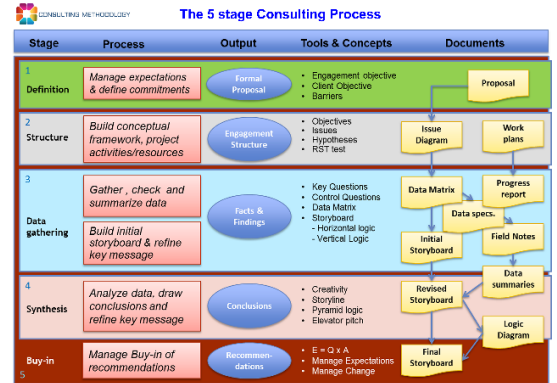 CONSULTING METHODOLOGY
The 5 stage Consulting Process
Stage Process Output Tools & Concepts Documents
1
Definition
Manage expectations
& define commitments
Formal
Proposal
• Engagement objective
• Client Objective
• Barriers
Proposal
2
Structure
Build conceptual
framework, project
activities/resources
Engagement
Structure
• Objectives
• Issues
• Hypotheses
• RST test
Issue
Diagram
Work
plans
3
Data
gathering
Gather , check and
summarize data
Build initial
storyboard & refine
key message
Facts &
Findings
• Key Questions
• Control Questions
• Data Matrix
• Storyboard
- Horizontal logic
- Vertical Logic
Data Matrix
Progress
report
Data specs.
Initial
Storyboard
Field Notes
Data
summaries
4
Synthesis
Analyze data, draw
conclusions and
refine key message
Conclusions
• Creativity
• Storyline
• Pyramid logic
• Elevator pitch
Revised
Storyboard
Logic
Diagram
Buy-in
5
Manage Buy-in of
recommendations
Recommen-
dations
• E = Q x A
• Manage Expectations
• Manage Change
Final
Storyboard